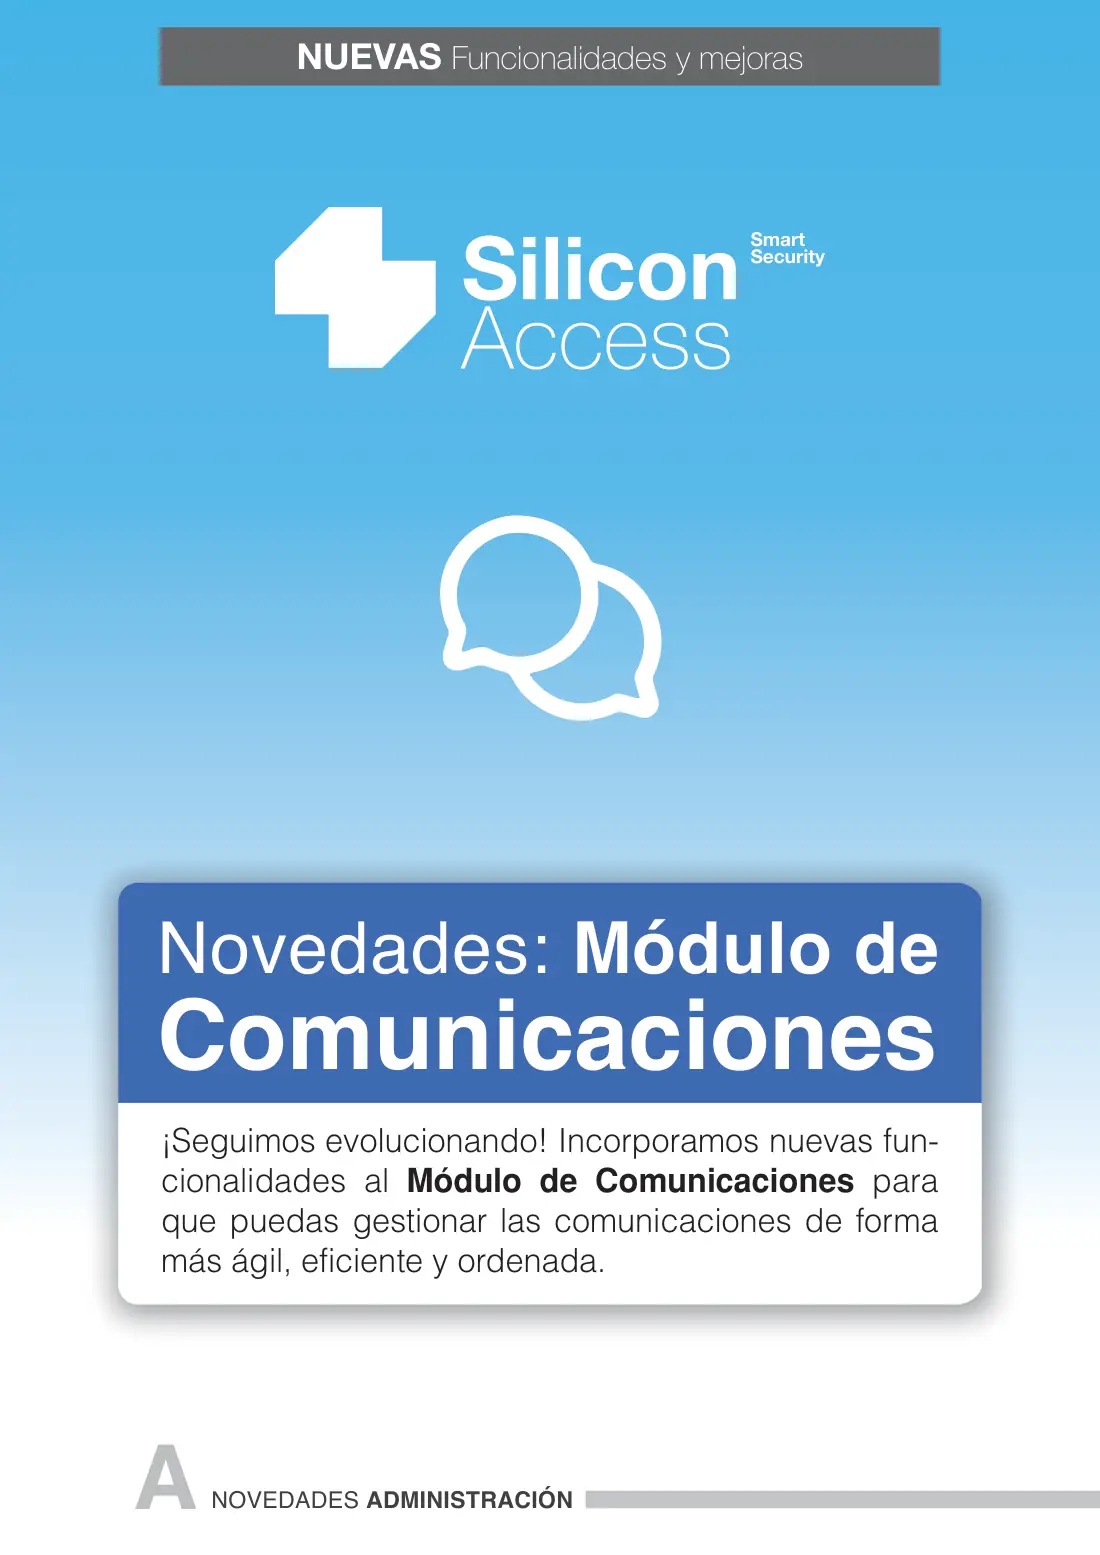 NUEVAS Funcionalidades y mejoras
Silicon
Access
Smart
Security
Novedades: Módulo de
Comunicaciones
¡Seguimos evolucionando! Incorporamos nuevas fun-
cionalidades al Módulo de Comunicaciones para
que puedas gestionar las comunicaciones de forma
más ágil, eficiente y ordenada.
A
NOVEDADES ADMINISTRACIÓN